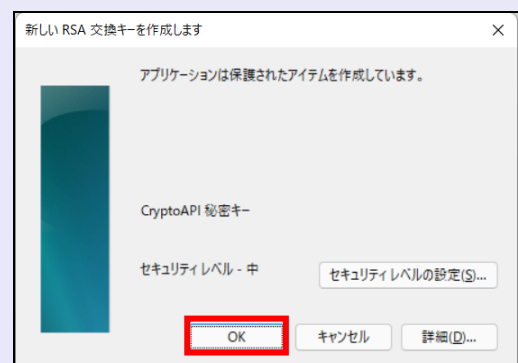 新しい RSA 交換キーを作成します
アプリケーションは保護されたアイテムを作成しています。
CryptoAPI 秘密キー
セキュリティ レベル - 中
セキュリティ レベルの設定(S)...
OK
キャンセル
詳細(D)...